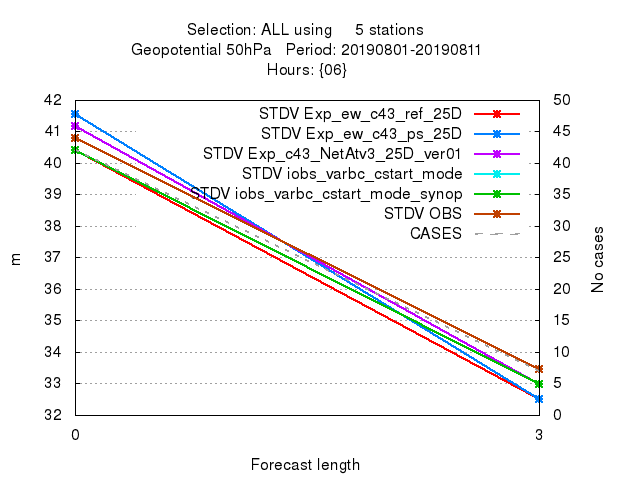 Selection: ALL using     5 stations
Geopotential 50hPa   Period: 20190801-20190811
Hours: {06}
42 50
STDV Exp_ew_c43_ref_25D
41 45
STDV Exp_ew_c43_ps_25D
STDV Exp_c43_NetAtv3_25D_ver01
40 40
STDV iobs_varbc_cstart_mode
39 35
STDV iobs_varbc_cstart_mode_synop
STDV OBS
38 30
CASES
37 25
m
No cases
36 20
35 15
34 10
33 5
32 0
0 3
Forecast length